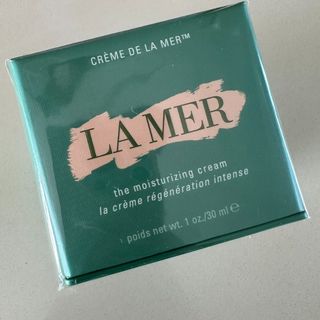 CRÈME DE LA MER™
LA MER
the moisturizing cream
la crème régénération intense
poids net wt. 1 oz./30 ml ℮